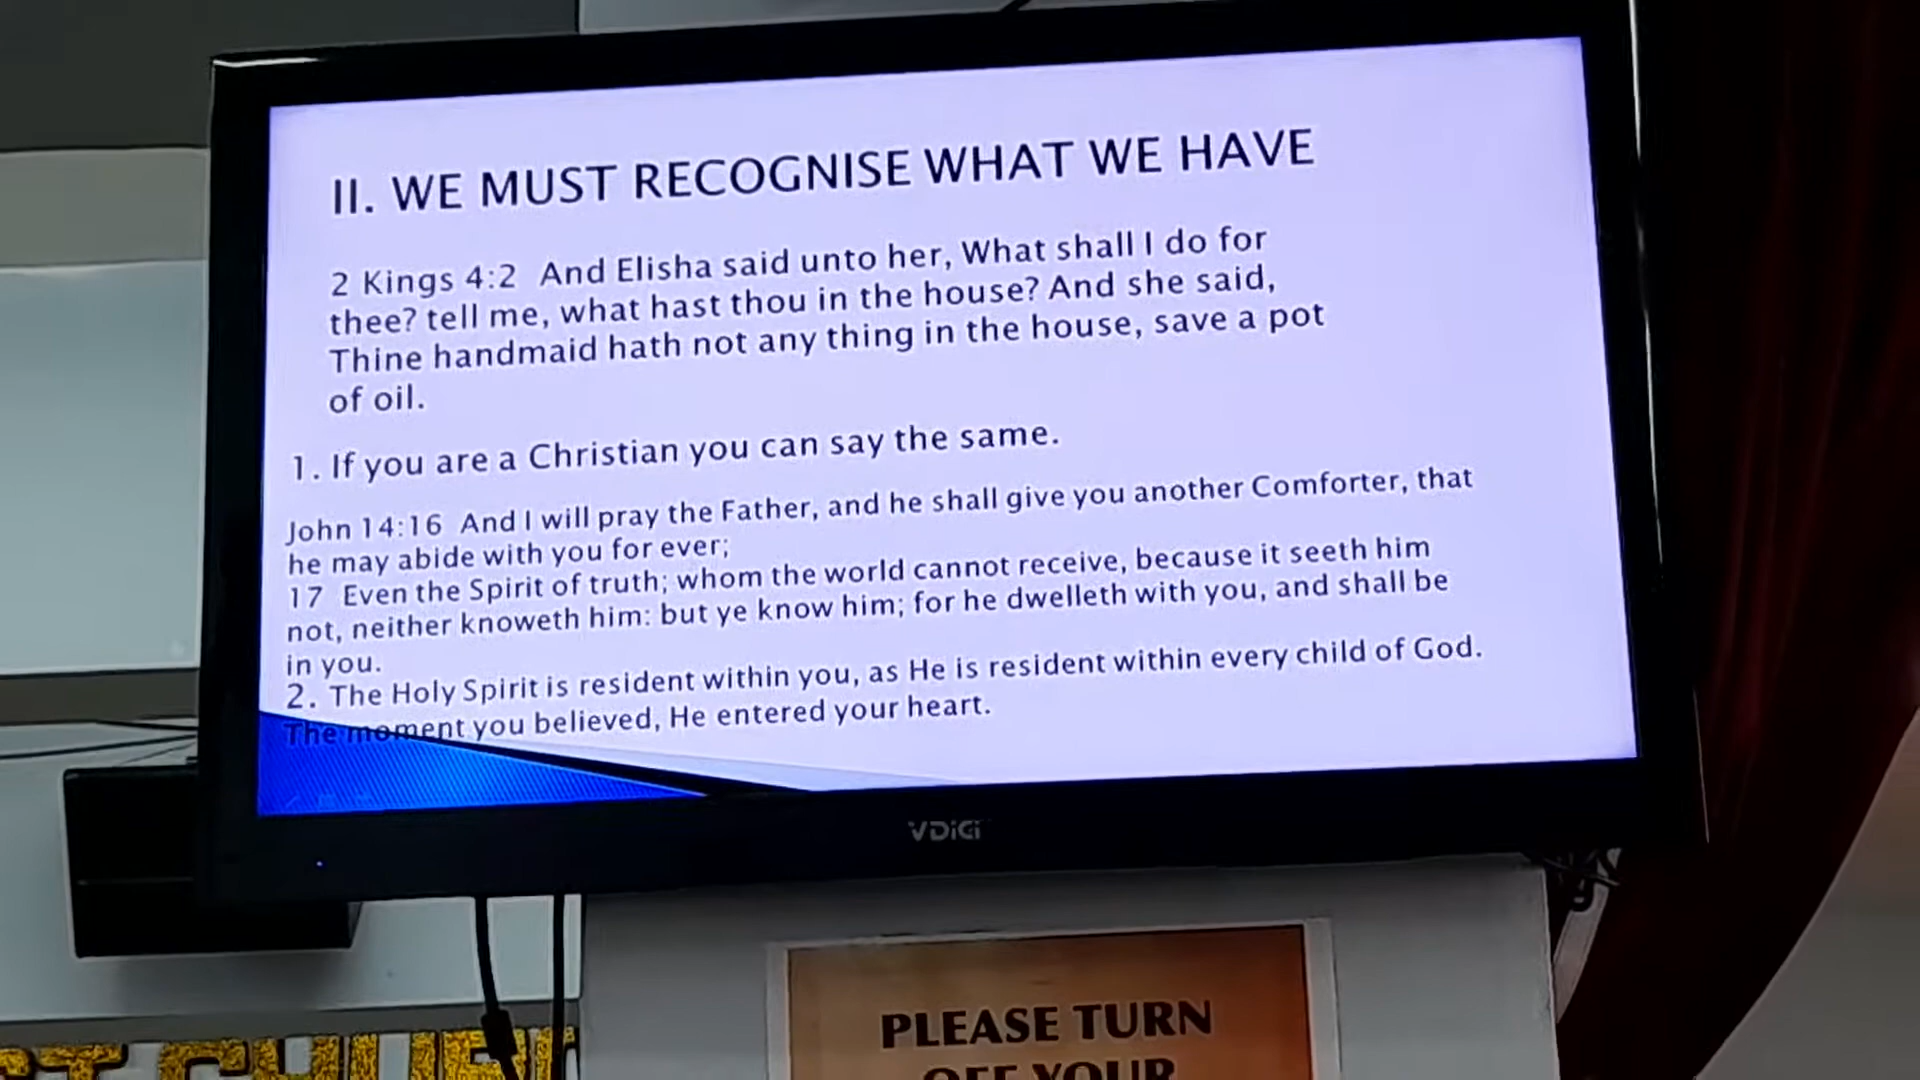 II. WE MUST RECOGNISE WHAT WE HAVE
2 Kings 4:2 And Elisha said unto her, What shall I do for
thee? tell me, what hast thou in the house? And she said,
Thine handmaid hath not any thing in the house, save a pot
of oil.
1. If you are a Christian you can say the same.
John 14:16 And I will pray the Father, and he shall give you another Comforter, that
he may abide with you for ever;
17 Even the Spirit of truth; whom the world cannot receive, because it seeth him
not, neither knoweth him: but ye know him; for he dwelleth with you, and shall be
in you.
2. The Holy Spirit is resident within you, as He is resident within every child of God.
The moment you believed, He entered your heart.
VDiGi
PLEASE TURN
OFF YOUR